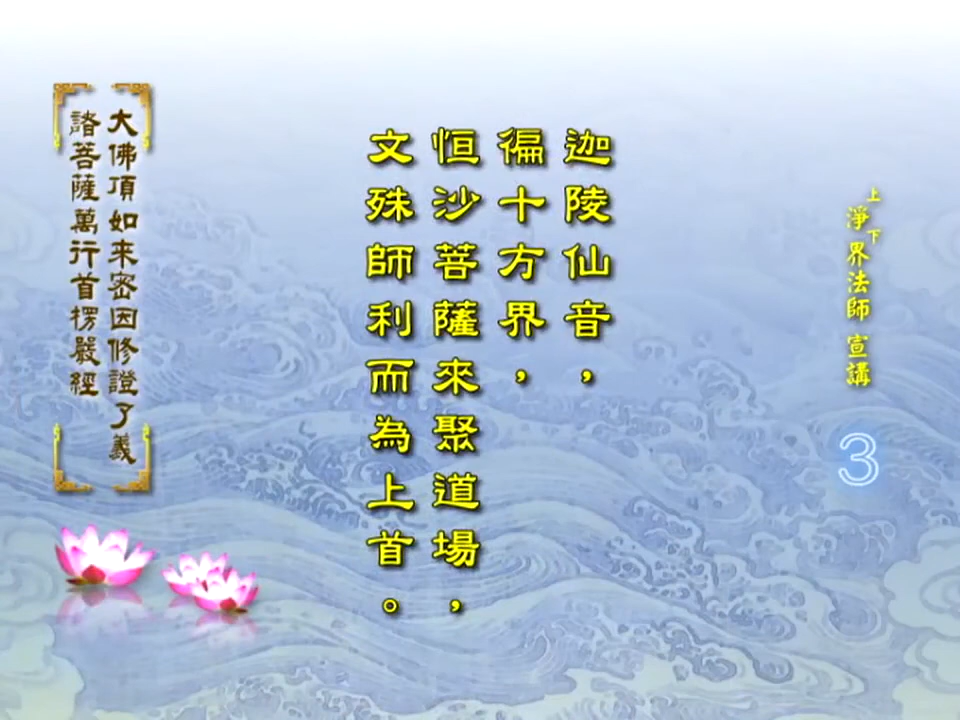 上淨下界法師 宣講
3
迦陵仙音，
徧十方界，
恒沙菩薩來聚道場，
文殊師利而為上首。
大佛頂如來密因修證了義
諸菩薩萬行首楞嚴經